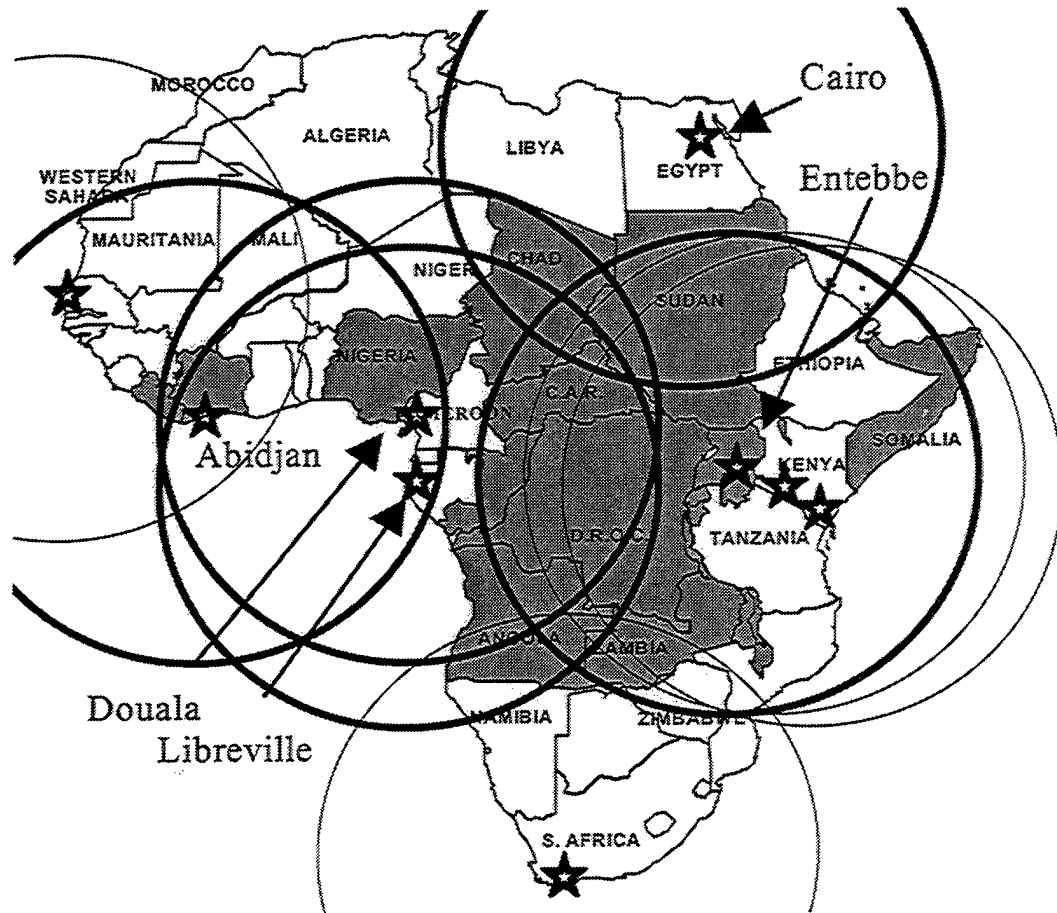 Cairo
MOROCCO
ALGERIA
LIBYA
EGYPT
WESTERN
SAHARA
Entebbe
MAURITANIA
MALI
NIGER
CHAD
SUDAN
NIGERIA
ETHIOPIA
C.A.R.
CAMEROON
SOMALIA
Abidjan
KENYA
D.R.O.C.
TANZANIA
ANGOLA
ZAMBIA
Douala
NAMIBIA
ZIMBABWE
Libreville
S. AFRICA